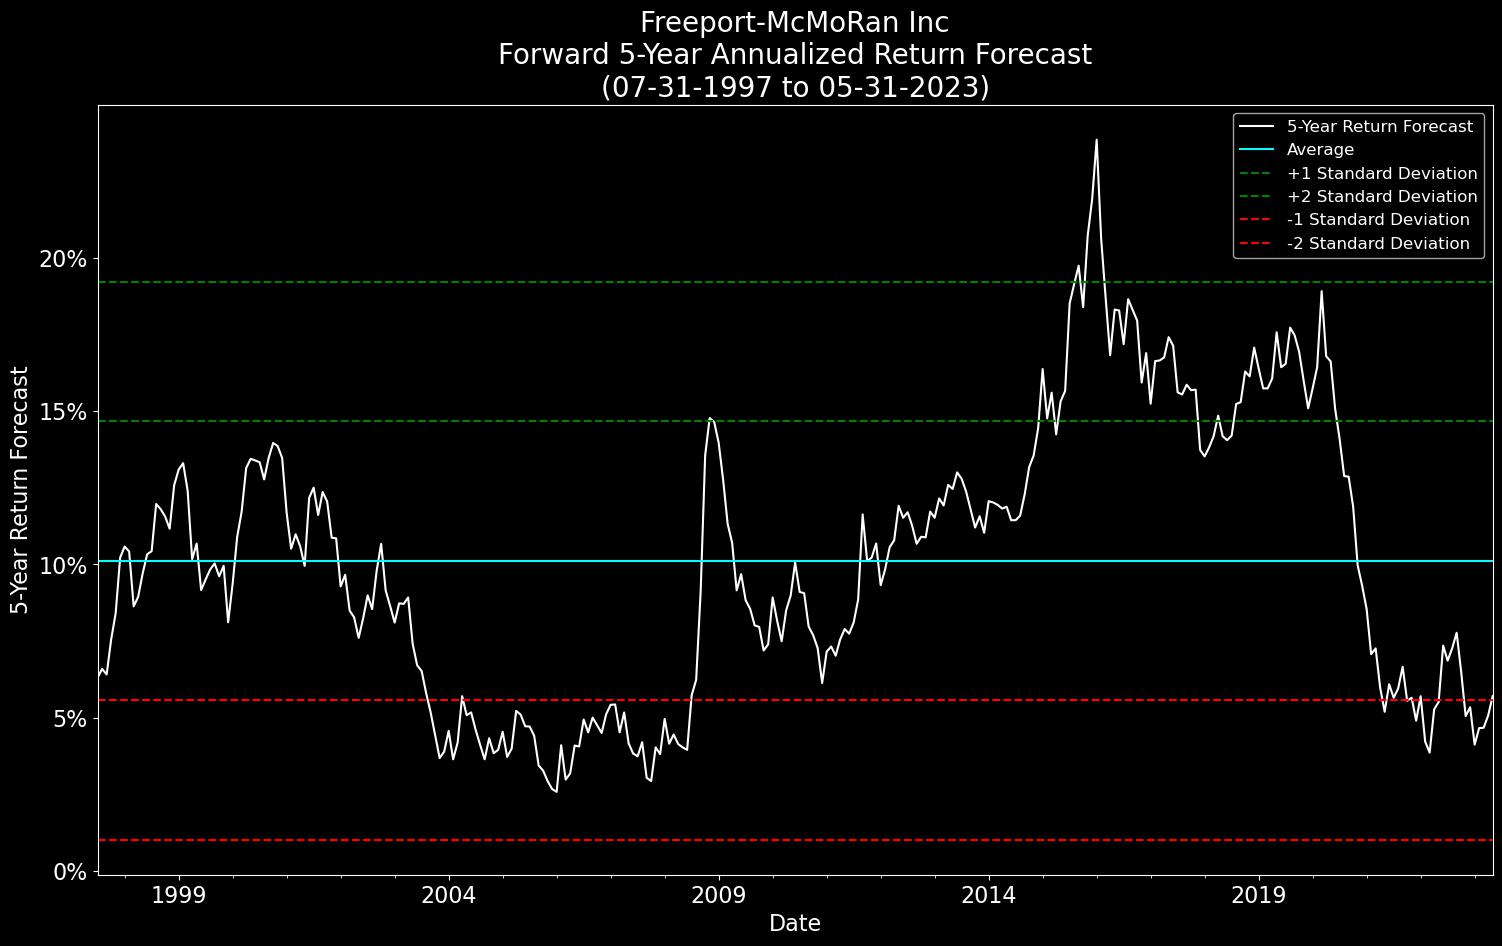 Freeport-McMoRan Inc
Forward 5-Year Annualized Return Forecast
(07-31-1997 to 05-31-2023)
5-Year Return Forecast
Average
+1 Standard Deviation
+2 Standard Deviation
-1 Standard Deviation
-2 Standard Deviation
5-Year Return Forecast
20%
15%
10%
5%
0%
1999 2004 2009 2014 2019
Date